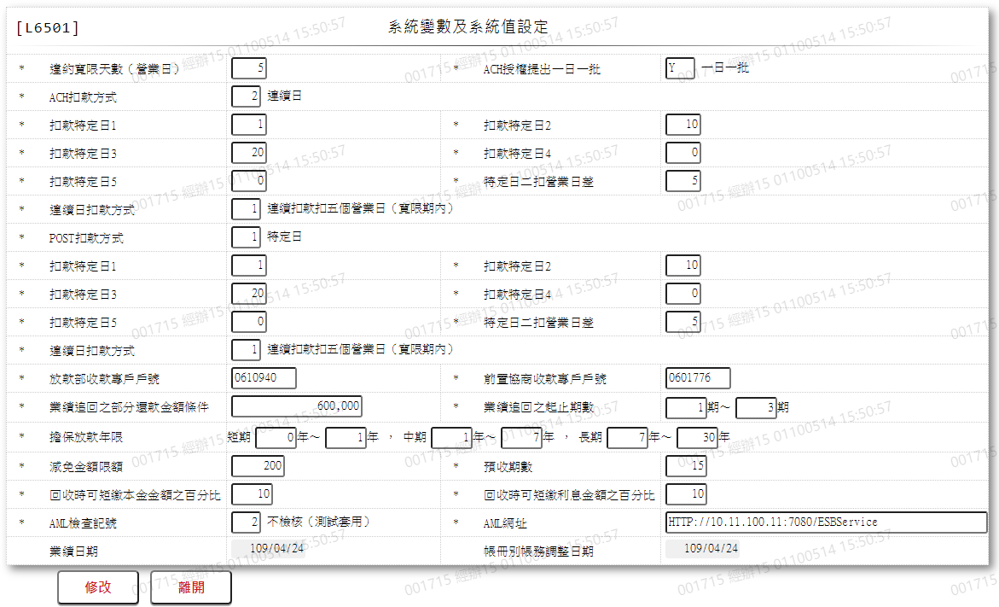 [L6501] 系統變數及系統值設定
* 違約寬限天數（營業日） 5 * ACH授權提出一日一批 Y 一日一批
* ACH扣款方式 2 連續日
* 扣款特定日1 1 * 扣款特定日2 10
* 扣款特定日3 20 * 扣款特定日4 0
* 扣款特定日5 0 * 特定日二扣營業日差 5
* 連續日扣款方式 1 連續扣款扣五個營業日（寬限期內）
* POST扣款方式 1 特定日
* 扣款特定日1 1 * 扣款特定日2 10
* 扣款特定日3 20 * 扣款特定日4 0
* 扣款特定日5 0 * 特定日二扣營業日差 5
* 連續日扣款方式 1 連續扣款扣五個營業日（寬限期內）
* 放款部收款專戶戶號 0610940 * 前置協商收款專戶戶號 0601776
* 業績追回之部分還款金額條件 600,000 * 業績追回之起止期數 1 期～ 3 期
* 擔保放款年限 短期 0 年～ 1 年 ， 中期 1 年～ 7 年 ， 長期 7 年～ 30 年
* 減免金額限額 200 * 預收期數 15
* 回收時可短繳本金金額之百分比 10 * 回收時可短繳利息金額之百分比 10
* AML檢查記號 2 不檢核（測試套用） * AML網址 HTTP://10.11.100.11:7080/ESBService
業績日期 109/04/24 帳冊別帳務調整日期 109/04/24
修改 離開
001715 經辦15 01100514 15:50:57